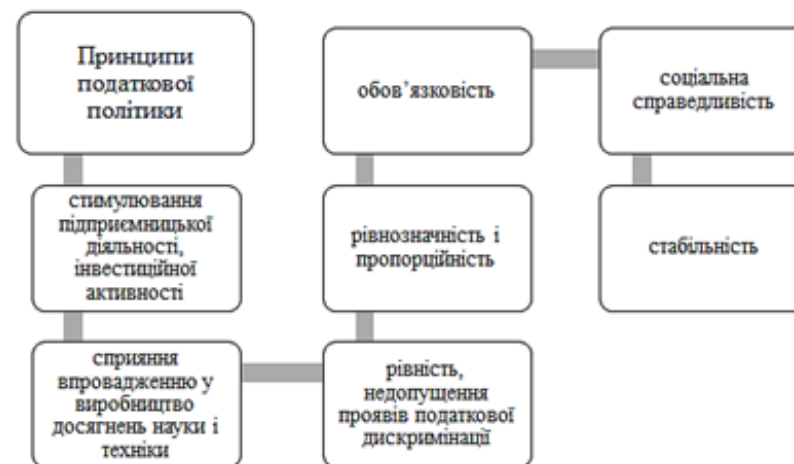 Принципи
податкової
політики
стимулювання
підприємницької
діяльності,
інвестиційної
активності
сприяння
впровадженню у
виробництво
досягнень науки і
техніки
рівність,
недопущення
проявів податкової
дискримінації
рівнозначність і
пропорційність
обов’язковість
соціальна
справедливість
стабільність